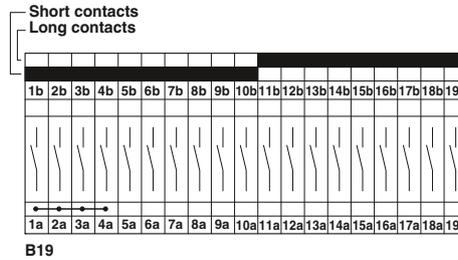 Short contacts
Long contacts
1b 2b 3b 4b 5b 6b 7b 8b 9b 10b 11b 12b 13b 14b 15b 16b 17b 18b 19
1a 2a 3a 4a 5a 6a 7a 8a 9a 10a 11a 12a 13a 14a 15a 16a 17a 18a 19
B19